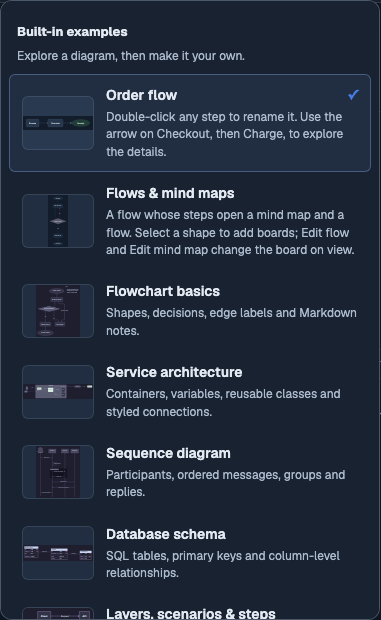 Built-in examples
Explore a diagram, then make it your own.
Order flow
Double-click any step to rename it. Use the
arrow on Checkout, then Charge, to explore
the details.
Flows & mind maps
A flow whose steps open a mind map and a
flow. Select a shape to add boards; Edit flow
and Edit mind map change the board on view.
Flowchart basics
Shapes, decisions, edge labels and Markdown
notes.
Service architecture
Containers, variables, reusable classes and
styled connections.
Sequence diagram
Participants, ordered messages, groups and
replies.
Database schema
SQL tables, primary keys and column-level
relationships.
Layers, scenarios & steps